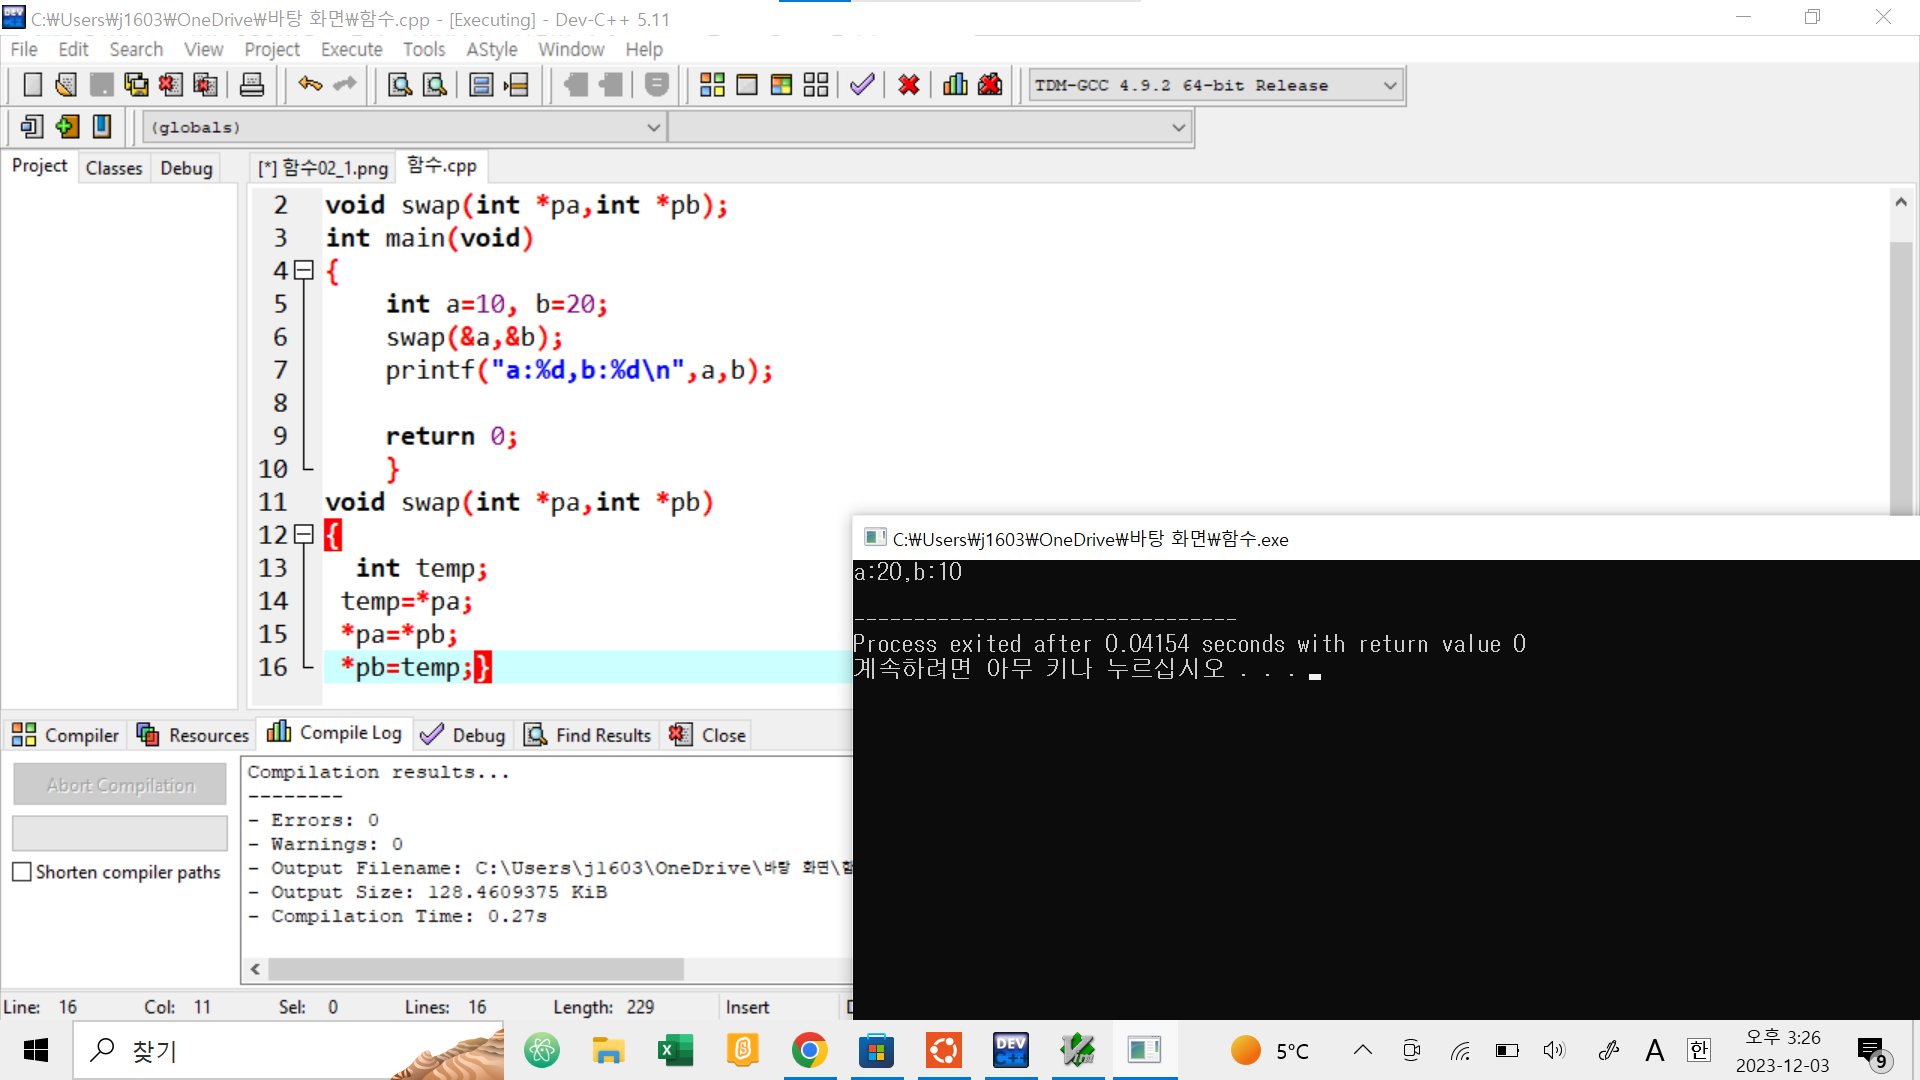 C:₩Users₩j1603₩OneDrive₩바탕 화면₩함수.cpp - [Executing] - Dev-C++ 5.11
File Edit Search View Project Execute Tools AStyle Window Help
TDM-GCC 4.9.2 64-bit Release
(globals)
Project Classes Debug
[*] 함수02_1.png 함수.cpp
2 void swap(int *pa,int *pb);
3 int main(void)
4 {
5 int a=10, b=20;
6 swap(&a,&b);
7 printf("a:%d,b:%d\n",a,b);
8
9 return 0;
10 }
11 void swap(int *pa,int *pb)
12 {
13 int temp;
14 temp=*pa;
15 *pa=*pb;
16 *pb=temp;}
C:₩Users₩j1603₩OneDrive₩바탕 화면₩함수.exe
a:20,b:10
--------------------------------
Process exited after 0.04154 seconds with return value 0
계속하려면 아무 키나 누르십시오 . . .
Compiler Resources Compile Log Debug Find Results Close
Abort Compilation
Shorten compiler paths
Compilation results...
--------
- Errors: 0
- Warnings: 0
- Output Filename: C:\Users\j1603\OneDrive\바탕 화면\
- Output Size: 128.4609375 KiB
- Compilation Time: 0.27s
Line: 16 Col: 11 Sel: 0 Lines: 16 Length: 229 Insert
찾기
DEV C++
5°C
A
한
오후 3:26
2023-12-03
9